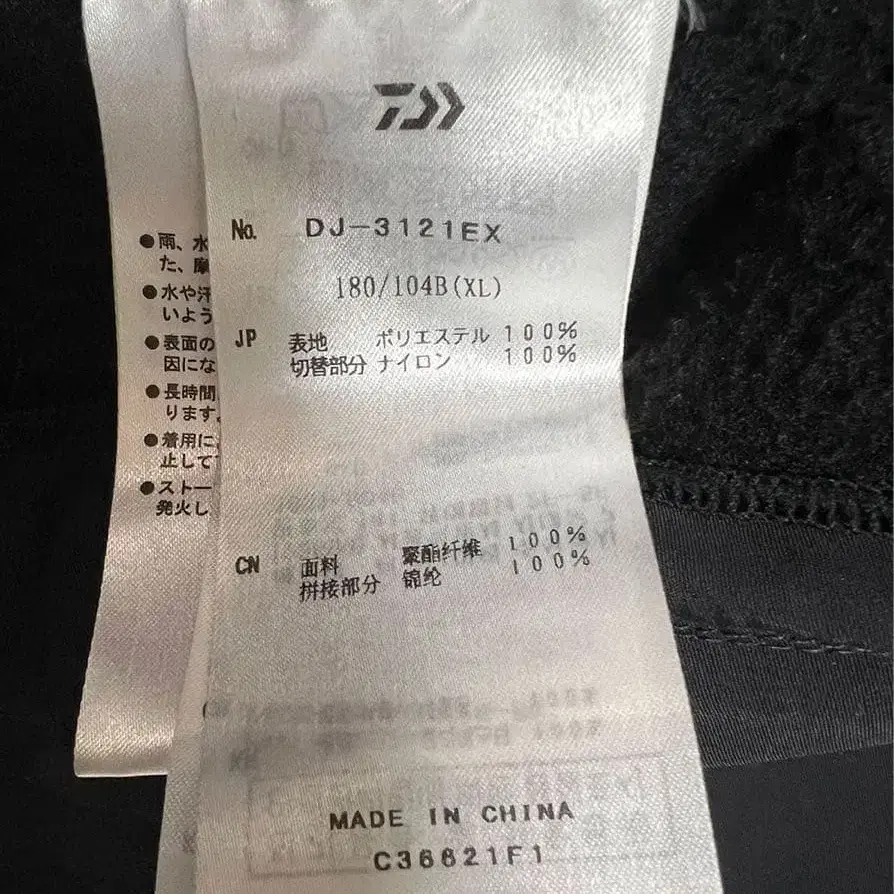 No. DJ-3121EX
180/104B(XL)
JP 表地 ポリエステル 100%
切替部分 ナイロン 100%
CN 面料 聚酯纤维 100%
拼接部分 锦纶 100%
MADE IN CHINA
C36621F1
●雨、水
た、摩
●水や汗
いよう
●表面の
因にな
●長時間
ります。
●着用に
止して
●ストー
発火し